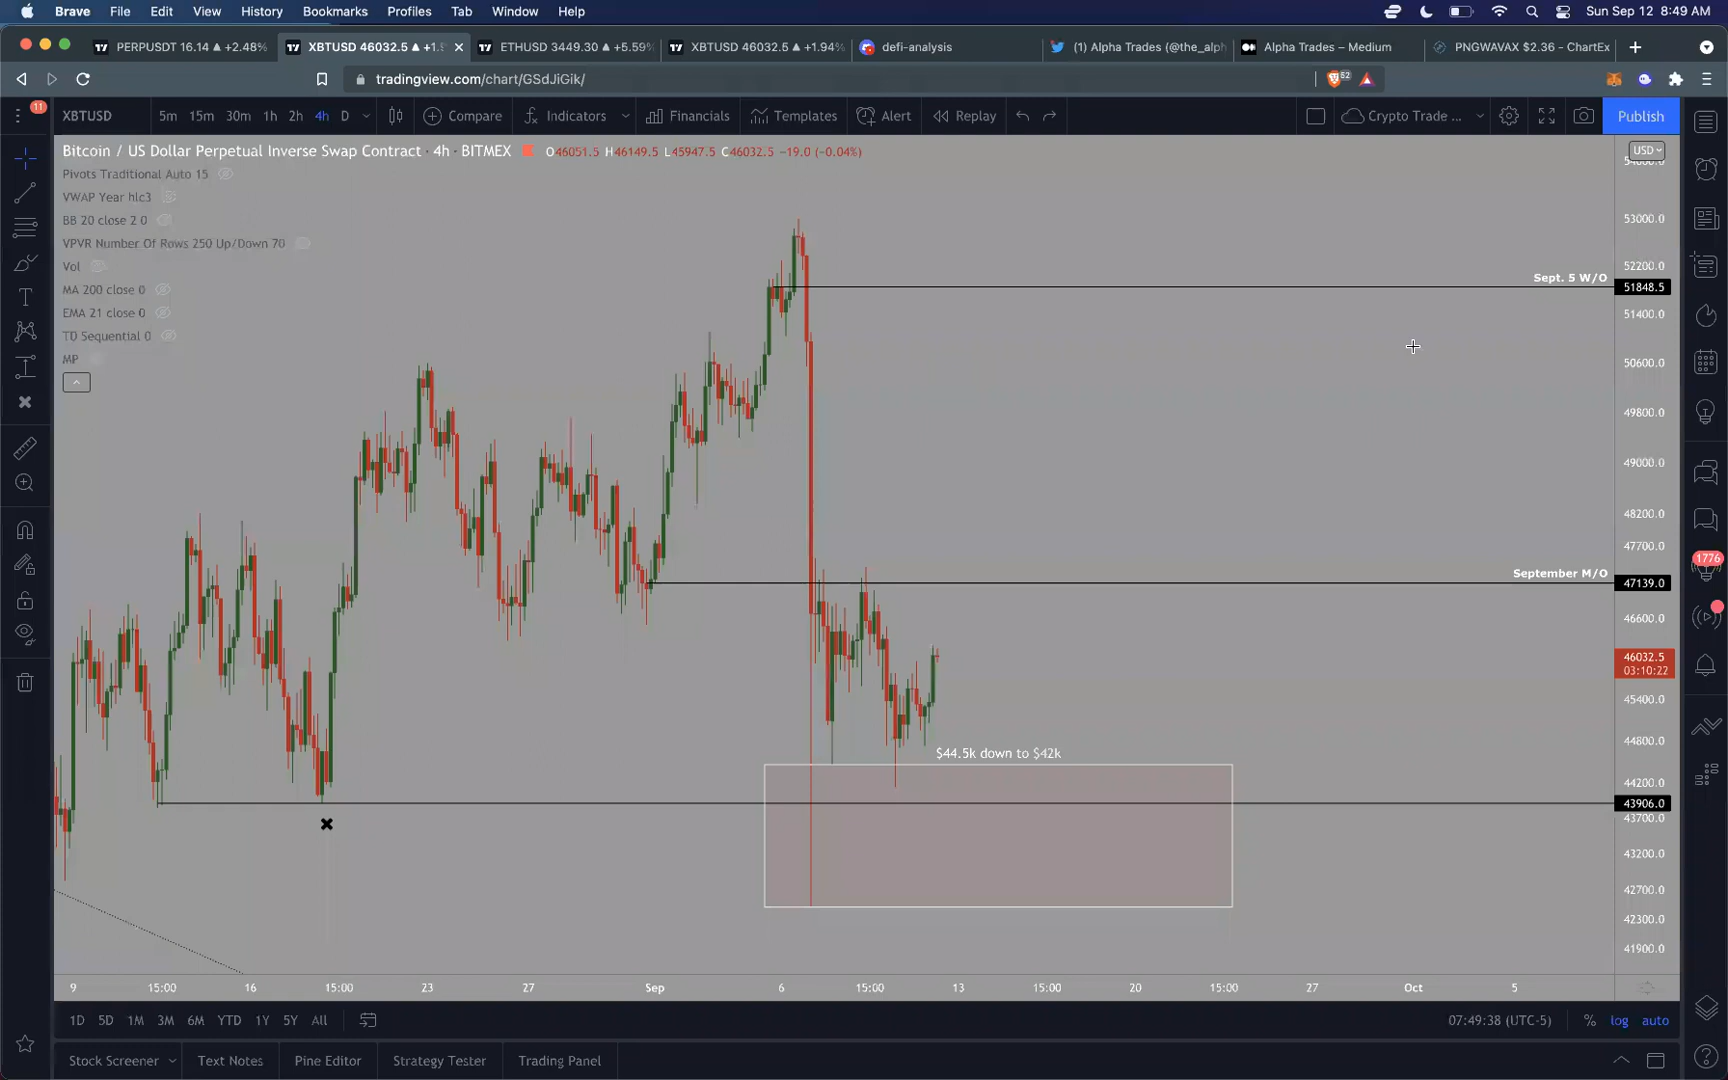 Brave File Edit View History Bookmarks Profiles Tab Window Help Sun Sep 12 8:49 AM
PERPUSDT 16.14 ▲ +2.48% XBTUSD 46032.5 ▲ +1.9 ETHUSD 3449.30 ▲ +5.59% XBTUSD 46032.5 ▲ +1.94% defi-analysis (1) Alpha Trades (@the_alph Alpha Trades – Medium PNGWAVAX $2.36 - ChartEx
tradingview.com/chart/GSdJiGik/ 52
11 XBTUSD 5m 15m 30m 1h 2h 4h D Compare Indicators Financials Templates Alert Replay Crypto Trade ... Publish
Bitcoin / US Dollar Perpetual Inverse Swap Contract · 4h · BITMEX O46051.5 H46149.5 L45947.5 C46032.5 −19.0 (−0.04%) USD
54000.0
Pivots Traditional Auto 15
VWAP Year hlc3
BB 20 close 2 0
53000.0
VPVR Number Of Rows 250 Up/Down 70
Vol
52200.0
Sept. 5 W/O
51848.5
MA 200 close 0
EMA 21 close 0
51400.0
TD Sequential 0
MP
50600.0
49800.0
49000.0
48200.0
47700.0
1776
September M/O
47139.0
46600.0
46032.5
03:10:22
45400.0
44800.0
$44.5k down to $42k
44200.0
43906.0
43700.0
43200.0
42700.0
42300.0
41900.0
9 15:00 16 15:00 23 27 Sep 6 15:00 13 15:00 20 15:00 27 Oct 5
1D 5D 1M 3M 6M YTD 1Y 5Y All 07:49:38 (UTC-5) % log auto
Stock Screener Text Notes Pine Editor Strategy Tester Trading Panel